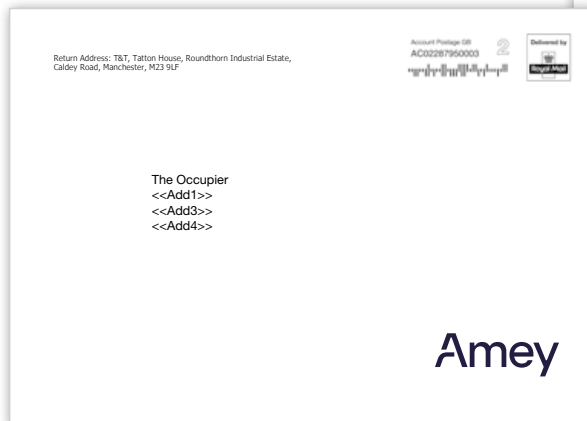 Account Postage GB
AC02287950003
2
Delivered by
Royal Mail
Return Address: T&T, Tatton House, Roundthorn Industrial Estate,
Caldey Road, Manchester, M23 9LF
The Occupier
<<Add1>>
<<Add3>>
<<Add4>>
Amey